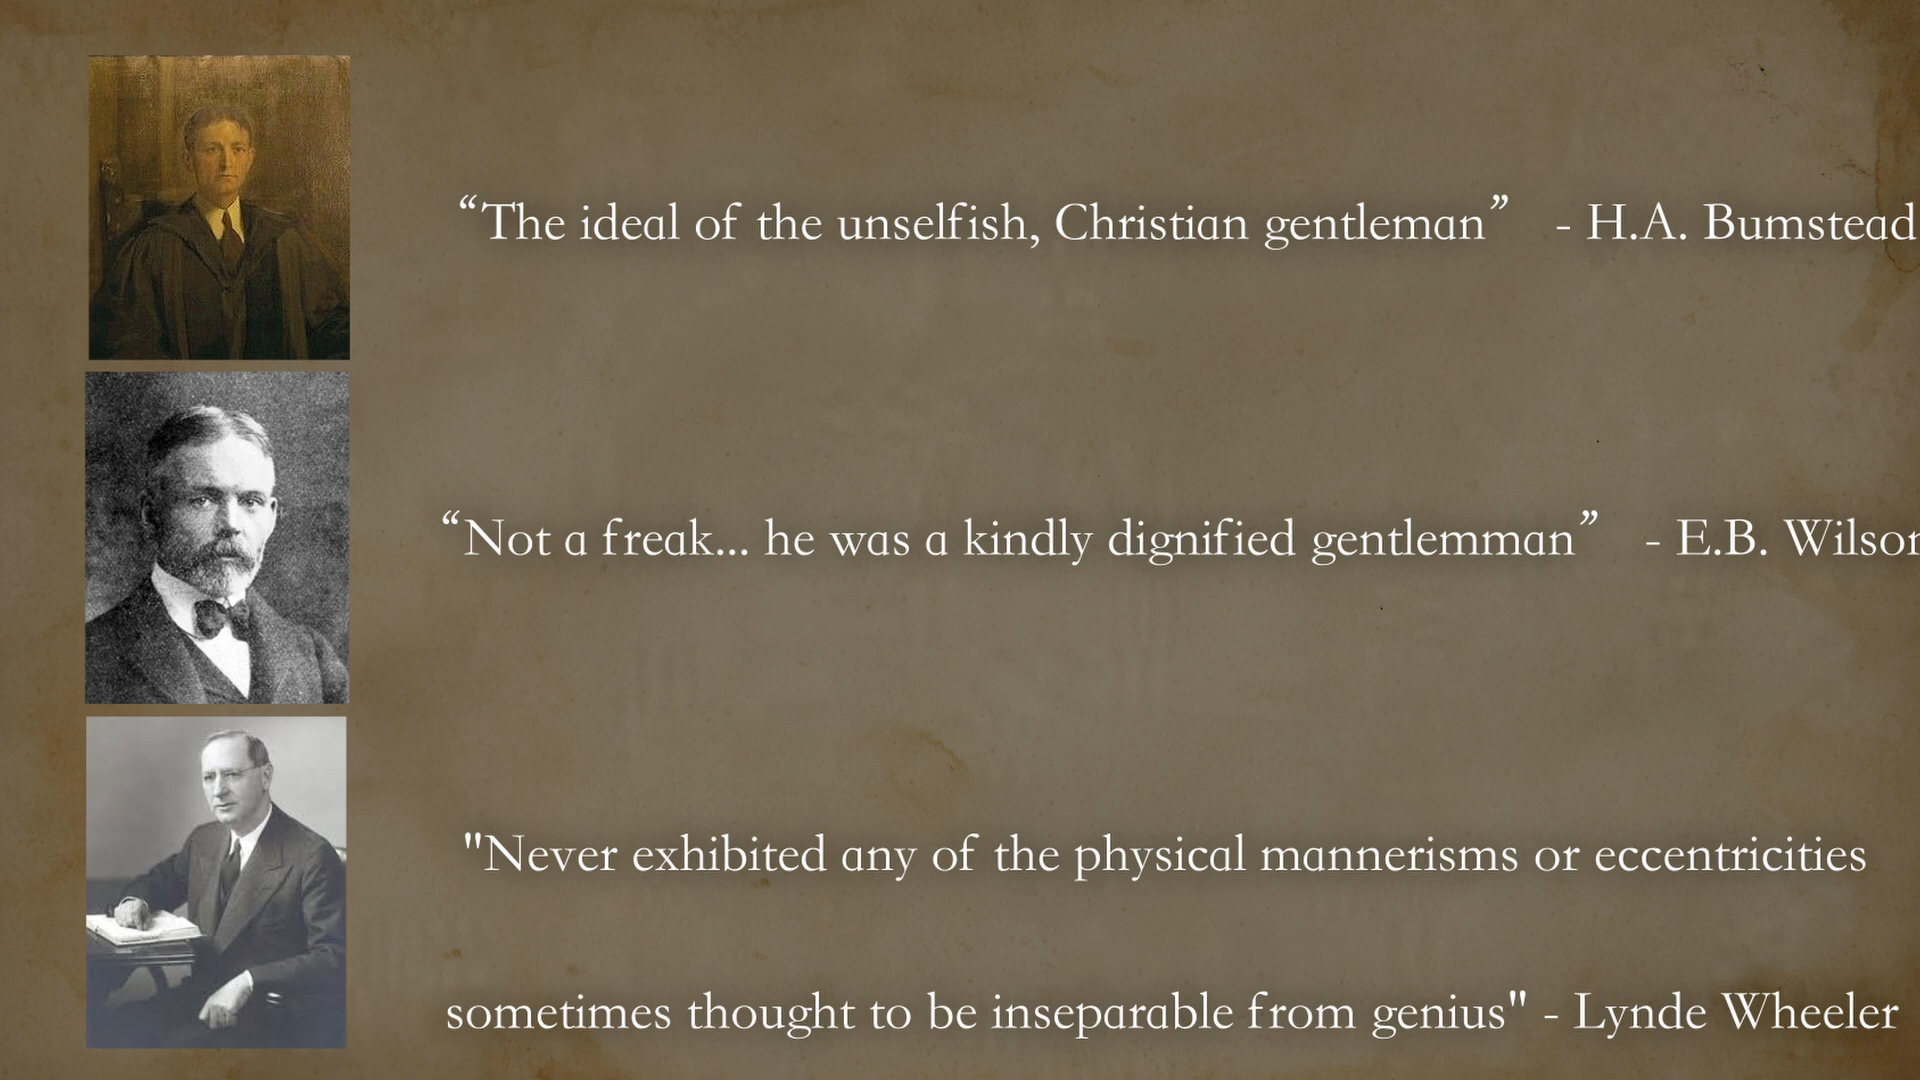 “The ideal of the unselfish, Christian gentleman” - H.A. Bumstead
“Not a freak... he was a kindly dignified gentlemman” - E.B. Wilson
"Never exhibited any of the physical mannerisms or eccentricities
sometimes thought to be inseparable from genius" - Lynde Wheeler